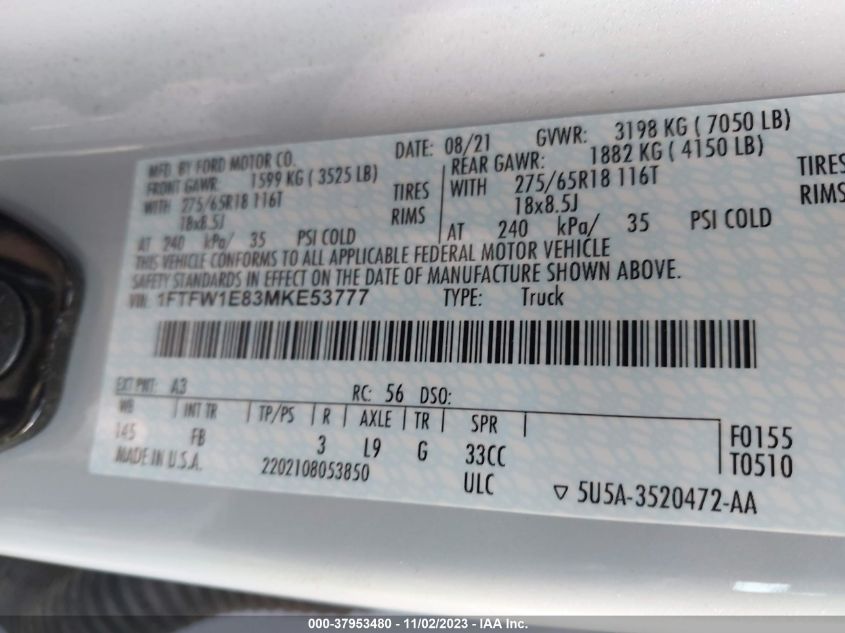 MFD. BY FORD MOTOR CO.
DATE: 08/21 GVWR: 3198 KG ( 7050 LB)
FRONT GAWR: 1599 KG ( 3525 LB)
REAR GAWR: 1882 KG ( 4150 LB)
WITH 275/65R18 116T TIRES
WITH 275/65R18 116T TIRES
18x8.5J RIMS
18x8.5J RIMS
AT 240 kPa/ 35 PSI COLD
AT 240 kPa/ 35 PSI COLD
THIS VEHICLE CONFORMS TO ALL APPLICABLE FEDERAL MOTOR VEHICLE
SAFETY STANDARDS IN EFFECT ON THE DATE OF MANUFACTURE SHOWN ABOVE.
VIN: 1FTFW1E83MKE53777 TYPE: Truck
EXT PNT: A3 RC: 56 DSO:
WB | INT TR | TP/PS | R | AXLE | TR | SPR |
145 FB 3 L9 G 33CC
F0155
MADE IN U.S.A. 2202108053850 ULC
T0510
▽ 5U5A-3520472-AA
000-37953480 - 11/02/2023 - IAA Inc.